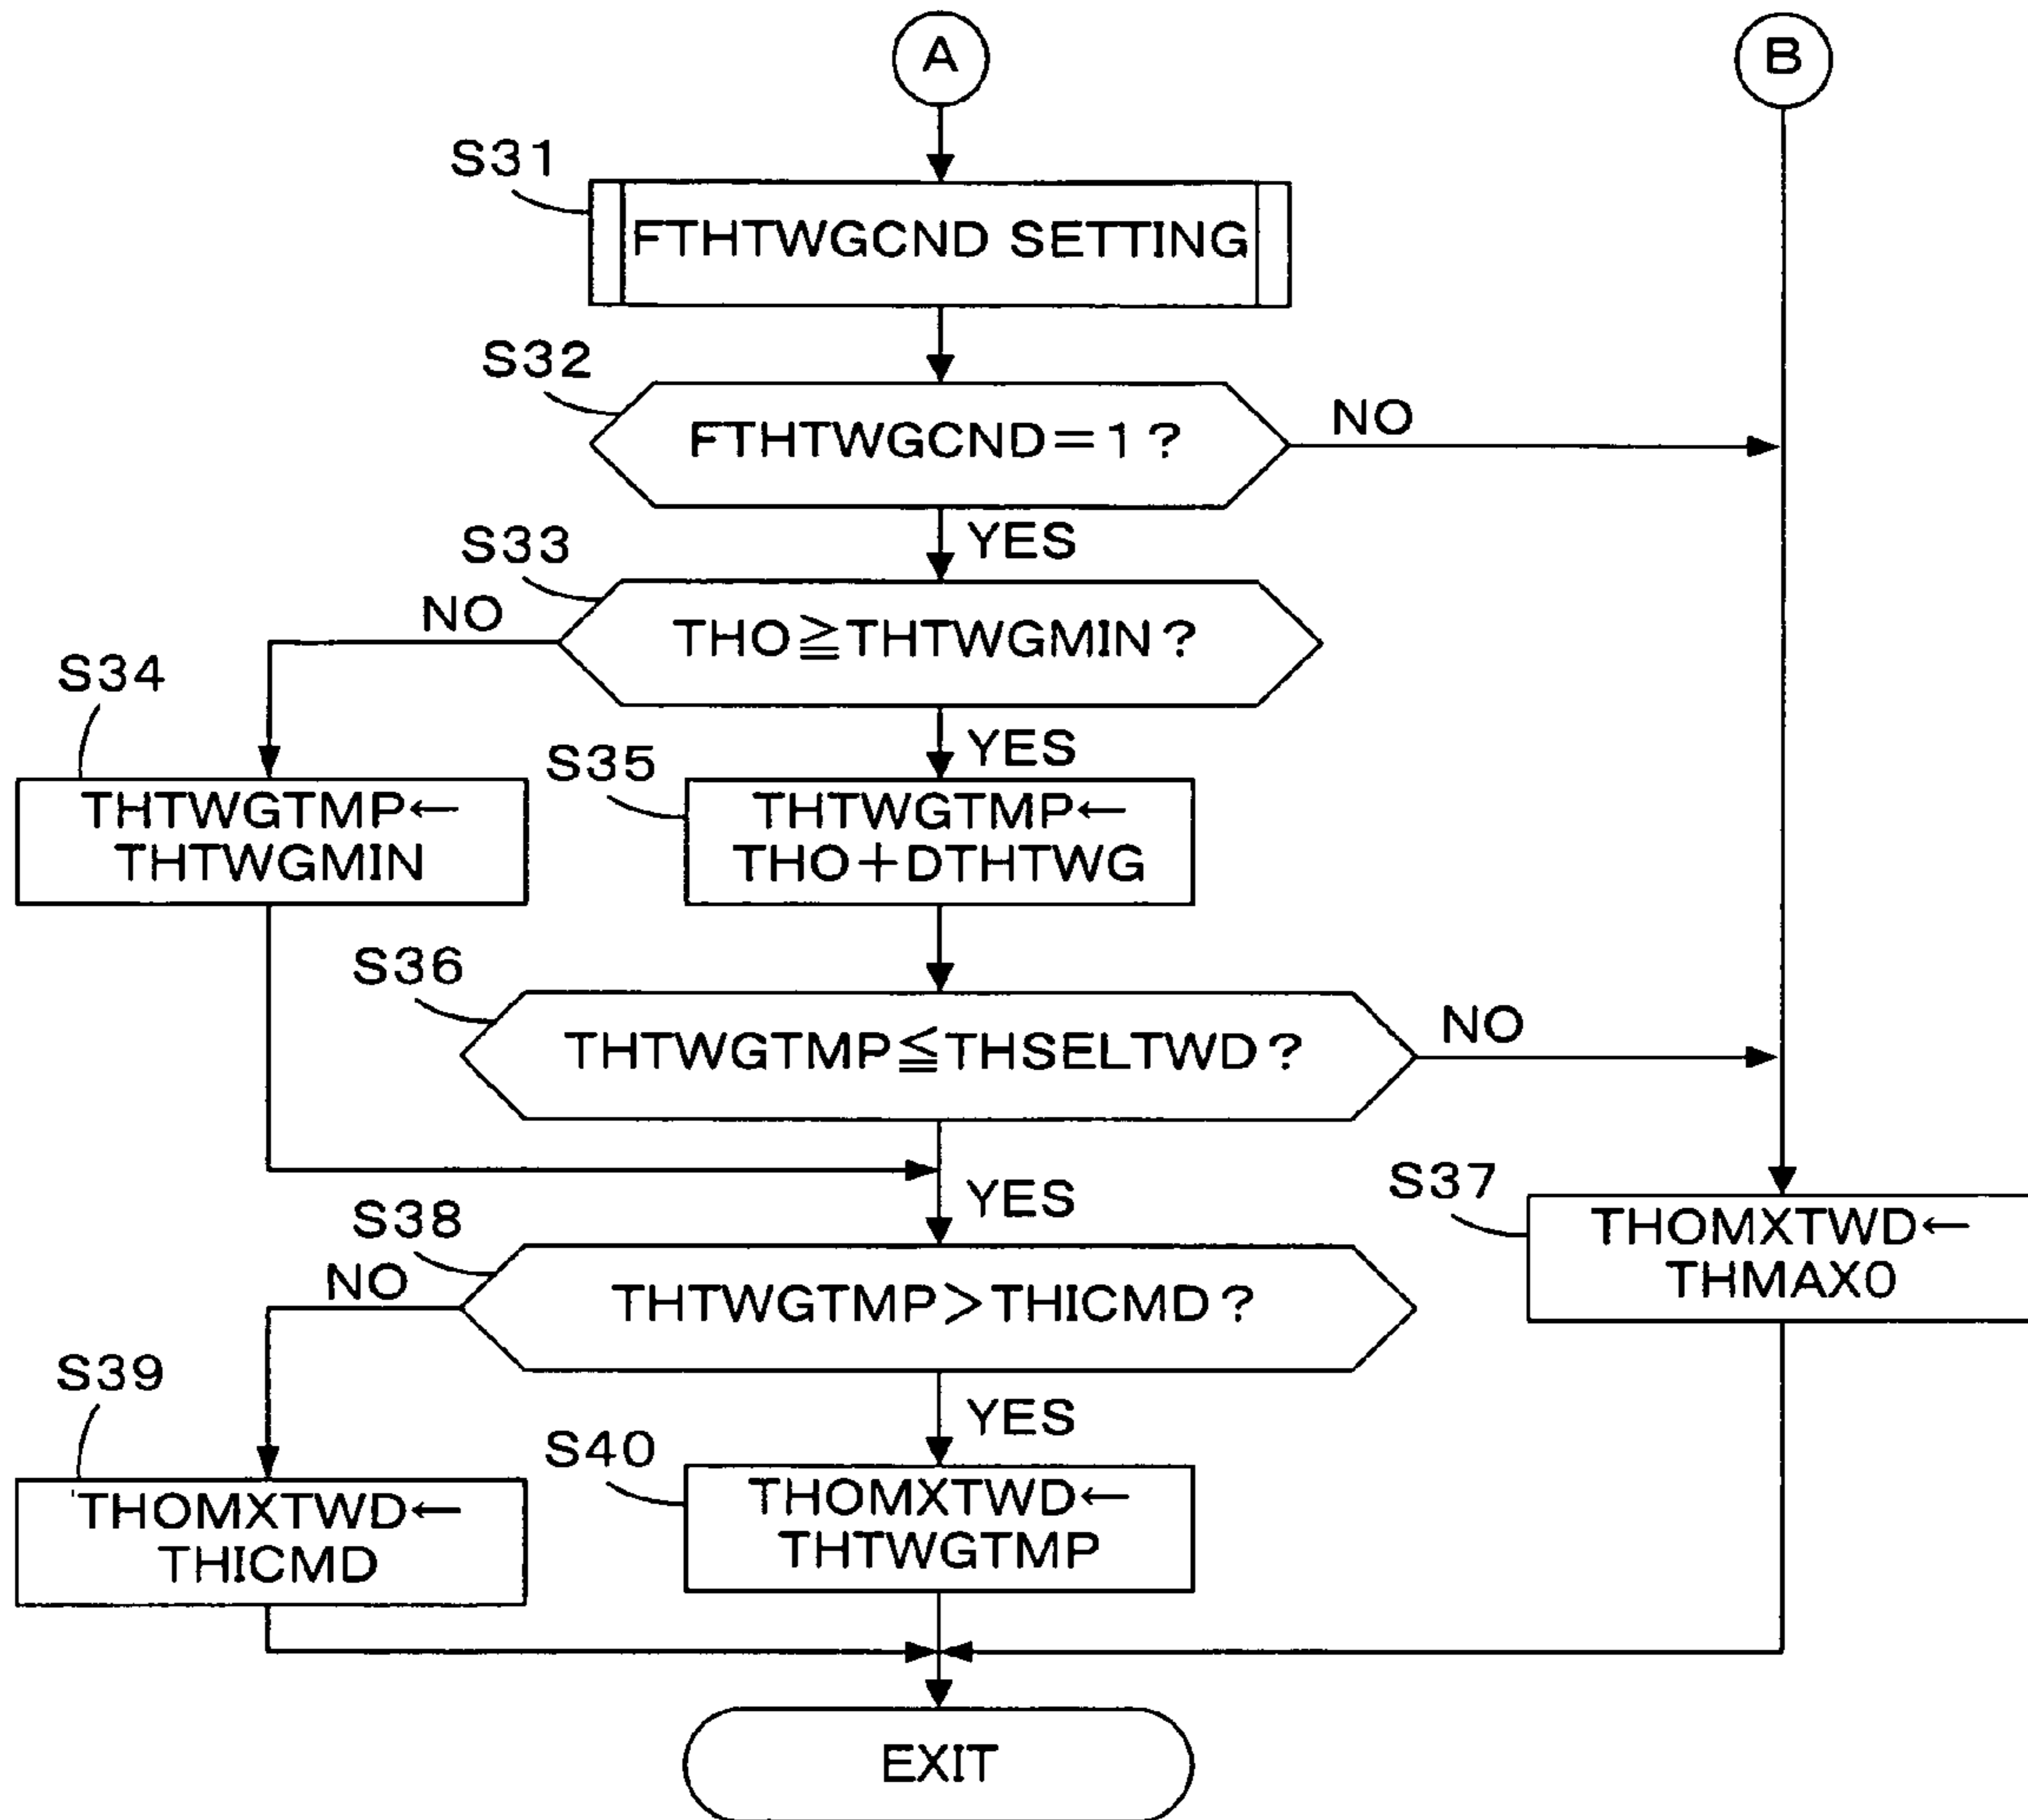 A
B
S31
FTHTWGCND SETTING
S32
FTHTWGCND=1?
NO
YES
S33
THO≧THTWGMIN?
NO
YES
S34
THTWGTMP←
THTWGMIN
S35
THTWGTMP←
THO+DTHTWG
S36
THTWGTMP≦THSELTWD?
NO
YES
S37
THOMXTWD←
THMAX0
S38
THTWGTMP>THICMD?
NO
YES
S39
THOMXTWD←
THICMD
S40
THOMXTWD←
THTWGTMP
EXIT